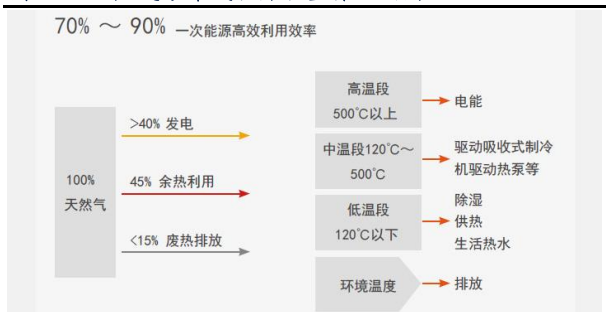 70% ～ 90% 一次能源高效利用效率
100%
天然气
>40% 发电
45% 余热利用
<15% 废热排放
高温段
500℃以上
电能
中温段120℃～
500℃
驱动吸收式制冷
机驱动热泵等
低温段
120℃以下
除湿
供热
生活热水
环境温度
排放